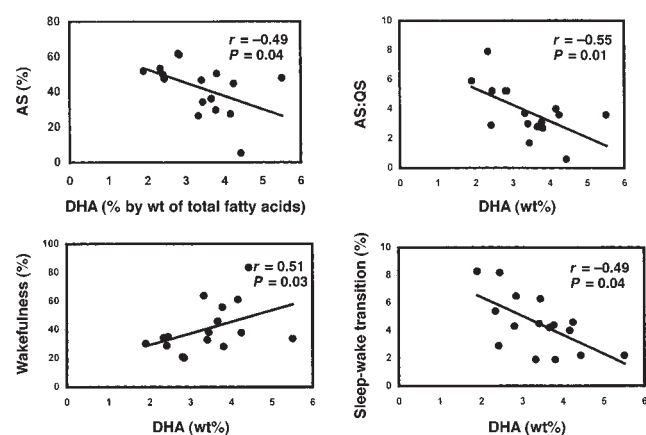 80
60
40
20
0
AS (%)
r = –0.49
P = 0.04
0 1 2 3 4 5 6
DHA (% by wt of total fatty acids)
10
8
6
4
2
0
AS:QS
r = –0.55
P = 0.01
0 1 2 3 4 5 6
DHA (wt%)
100
80
60
40
20
0
Wakefulness (%)
r = 0.51
P = 0.03
0 1 2 3 4 5 6
DHA (wt%)
10
8
6
4
2
0
Sleep-wake transition (%)
r = –0.49
P = 0.04
0 1 2 3 4 5 6
DHA (wt%)